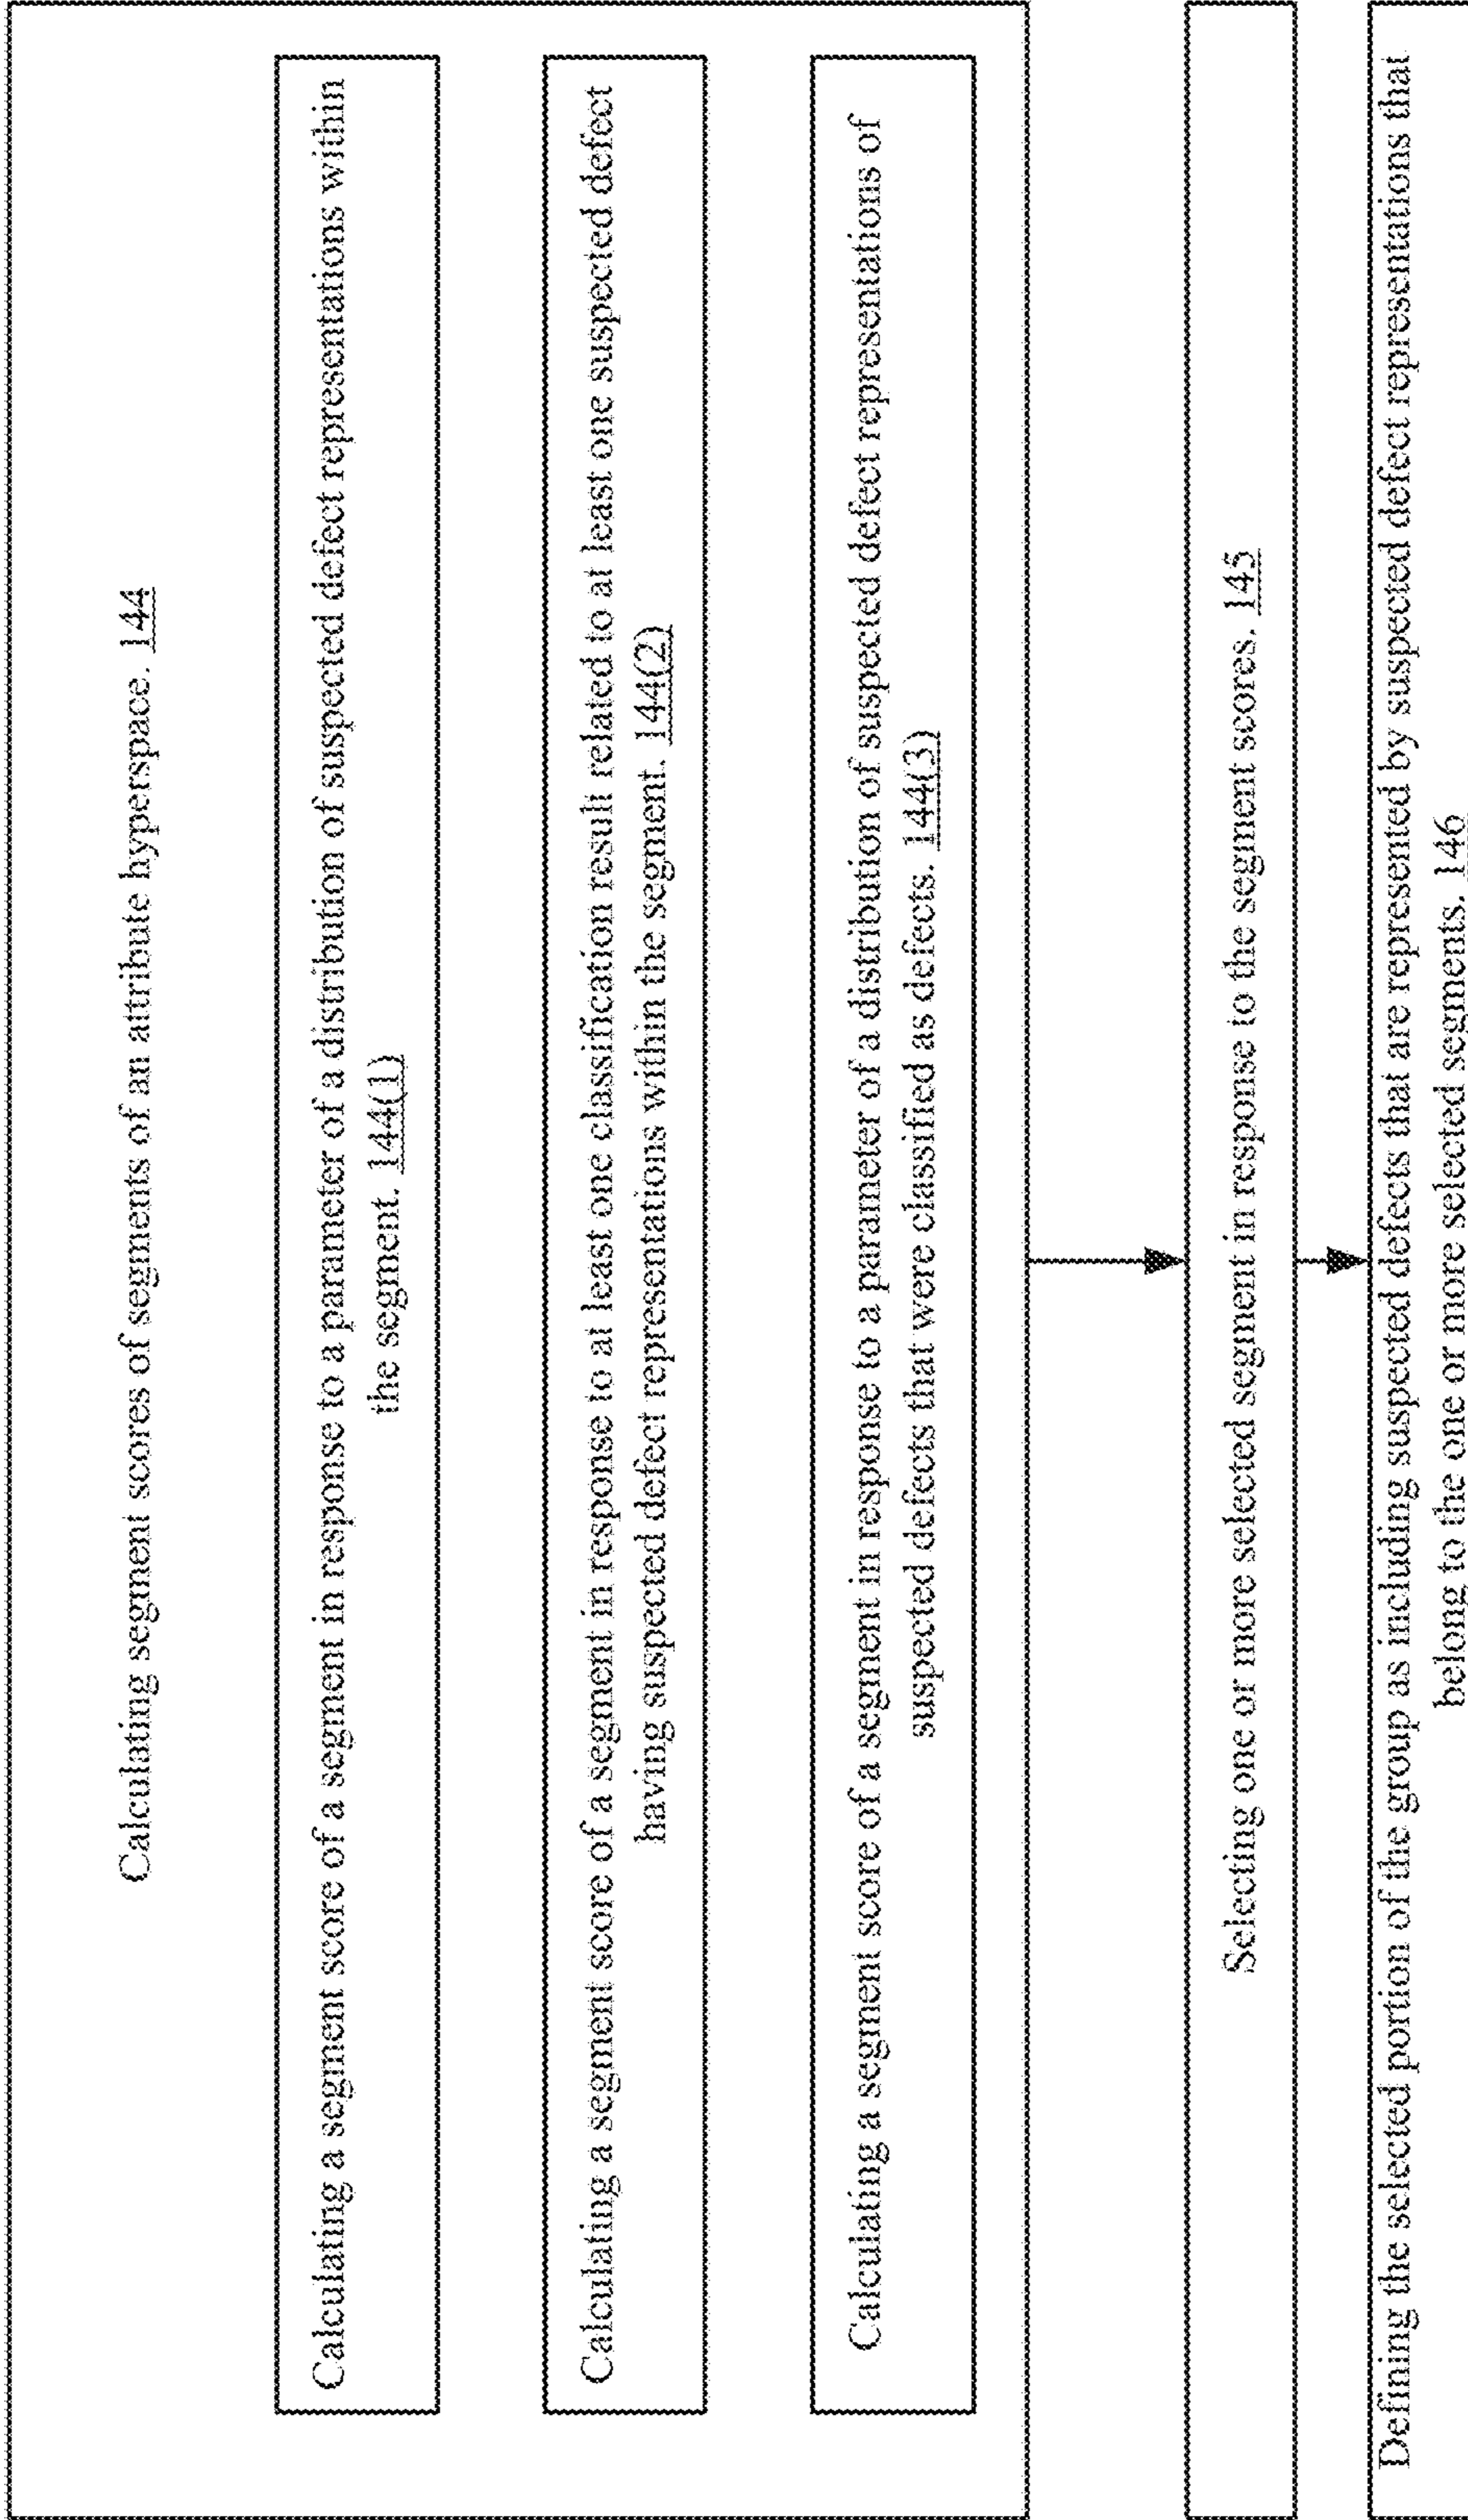 Calculating segment scores of segments of an attribute hyperspace. 144
Calculating a segment score of a segment in response to a parameter of a distribution of suspected defect representations within
the segment. 144(1)
Calculating a segment score of a segment in response to at least one classification result related to at least one suspected defect
having suspected defect representations within the segment. 144(2)
Calculating a segment score of a segment in response to a parameter of a distribution of suspected defect representations of
suspected defects that were classified as defects. 144(3)
Selecting one or more selected segment in response to the segment scores. 145
Defining the selected portion of the group as including suspected defects that are represented by suspected defect representations that
belong to the one or more selected segments. 146